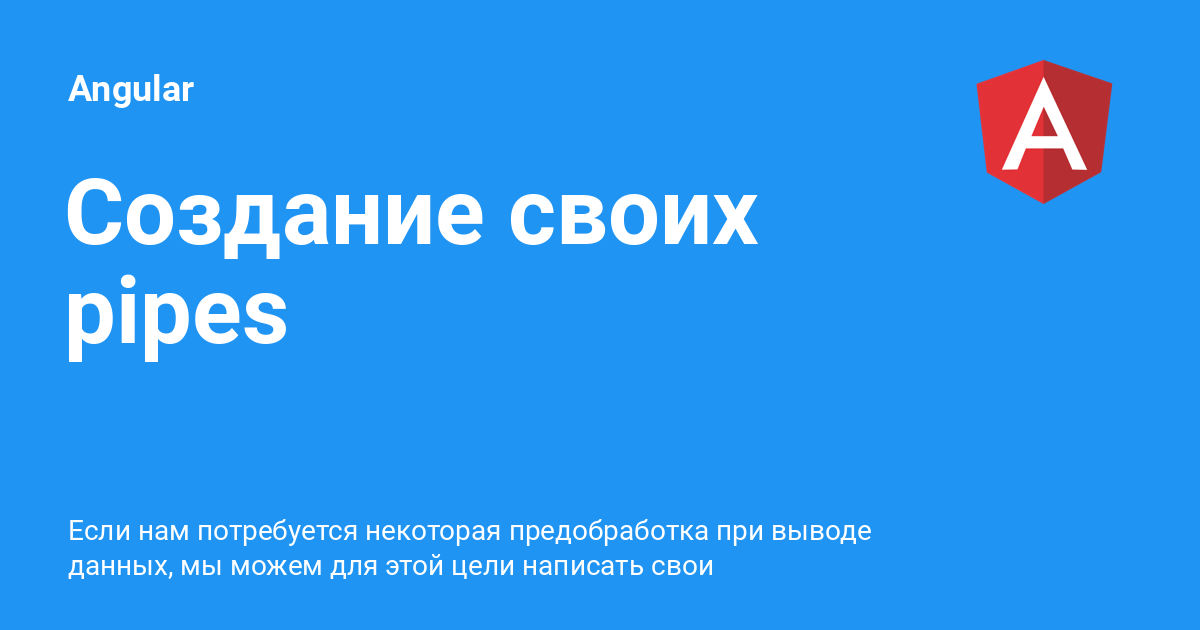 Angular
Создание своих
pipes
Если нам потребуется некоторая предобработка при выводе
данных, мы можем для этой цели написать свои